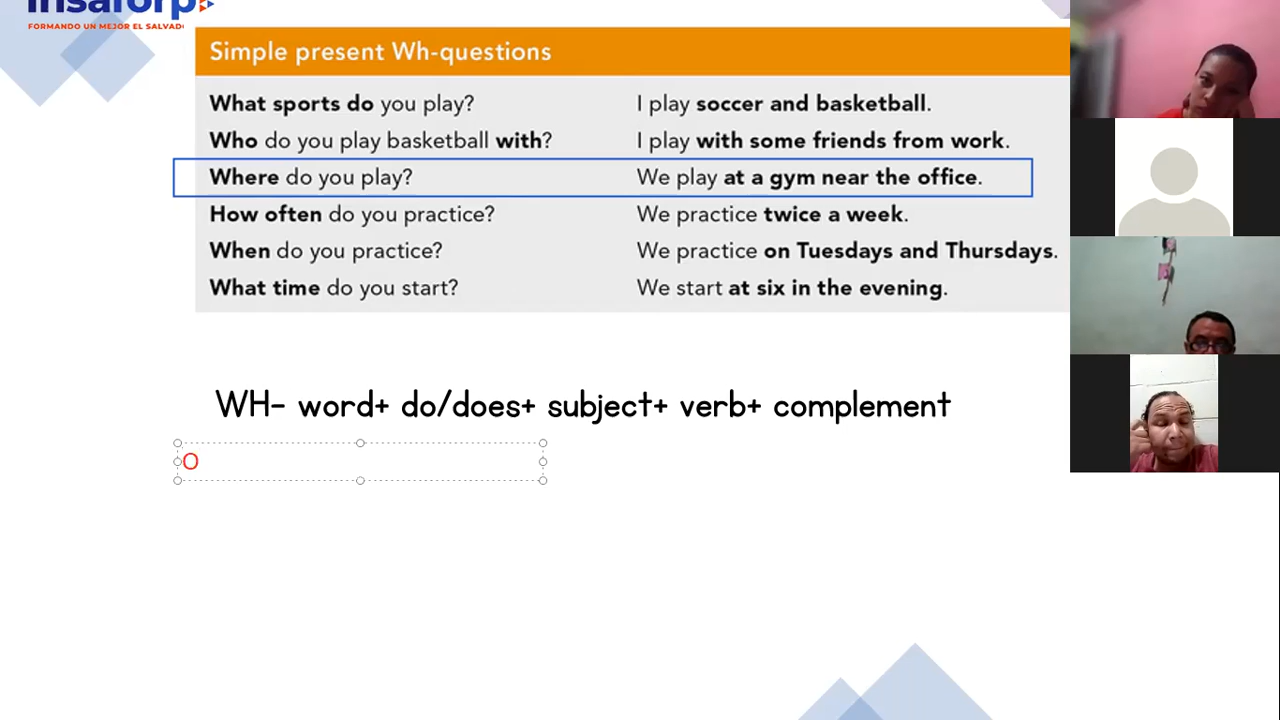 insaforp
FORMANDO UN MEJOR EL SALVADOR
Simple present Wh-questions
What sports do you play? I play soccer and basketball.
Who do you play basketball with? I play with some friends from work.
Where do you play? We play at a gym near the office.
How often do you practice? We practice twice a week.
When do you practice? We practice on Tuesdays and Thursdays.
What time do you start? We start at six in the evening.
WH- word+ do/does+ subject+ verb+ complement
O